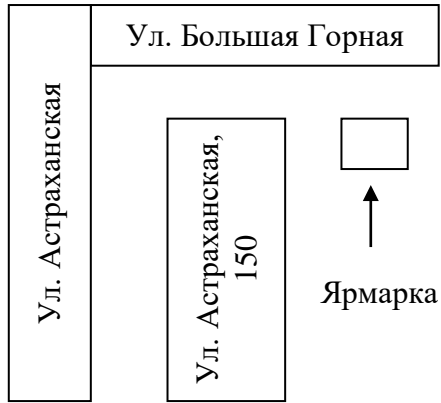 Ул. Большая Горная
Ул. Астраханская
Ул. Астраханская,
150
Ярмарка